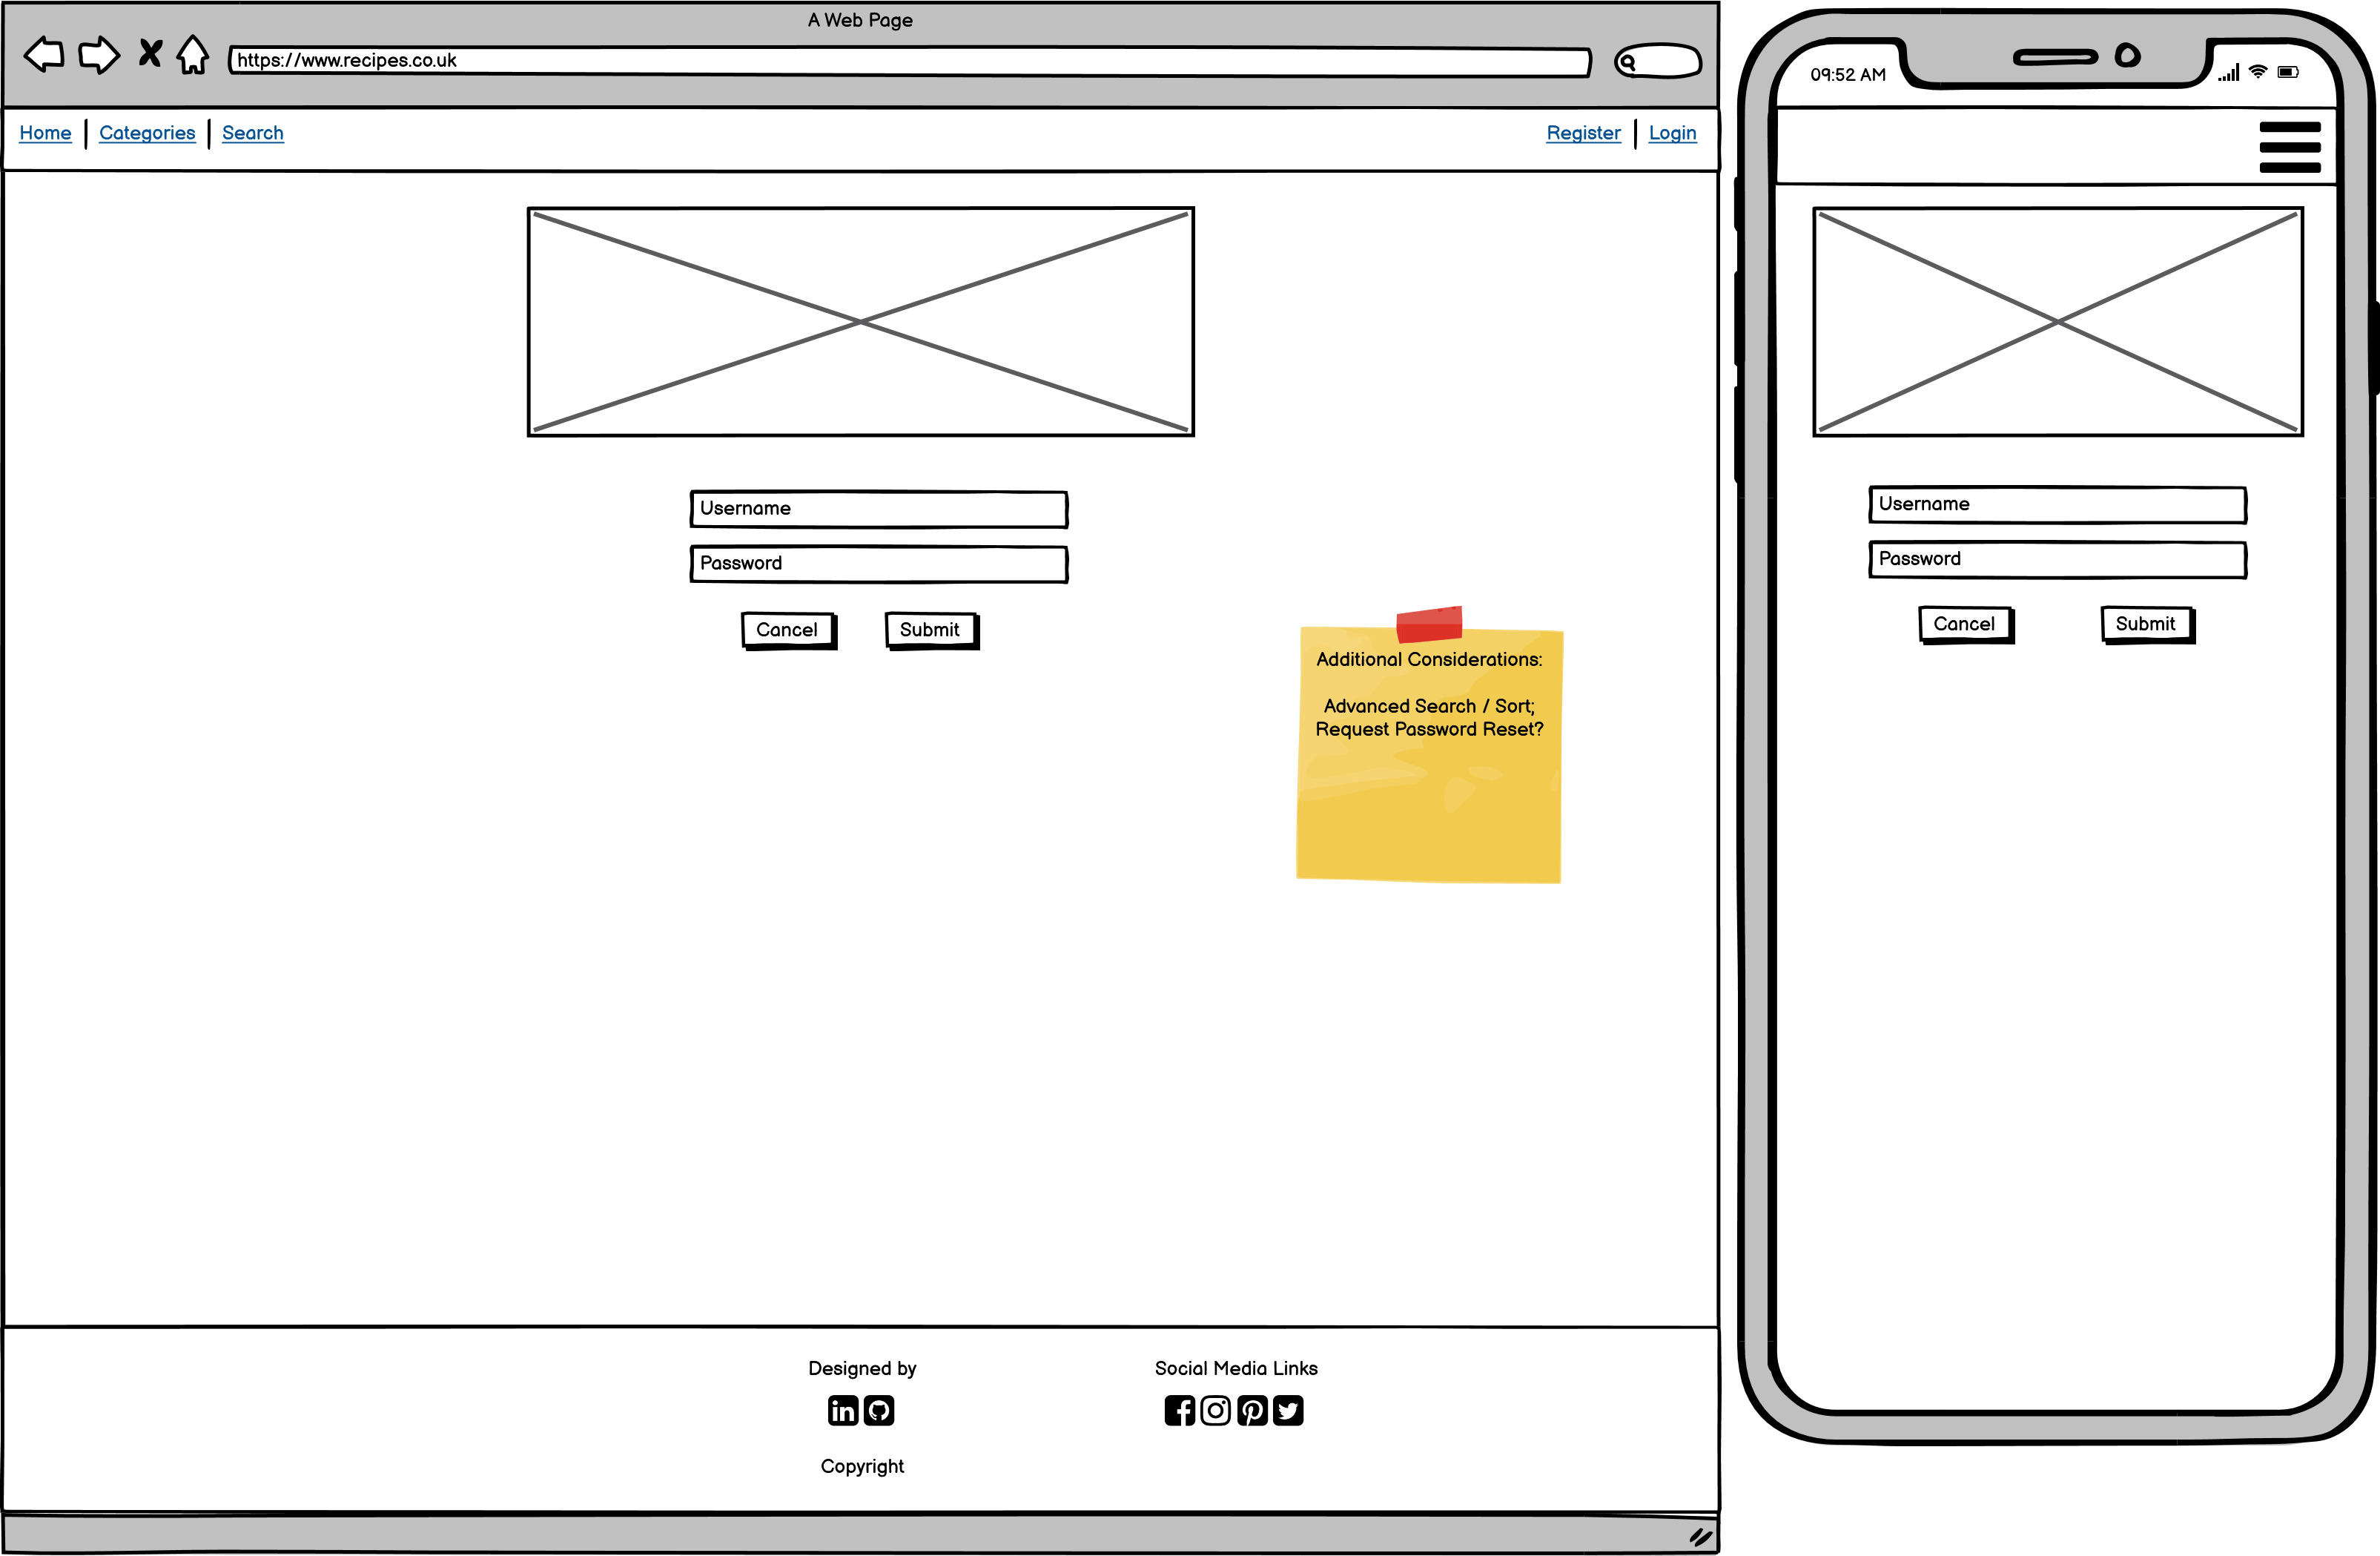 A Web Page
https://www.recipes.co.uk
Home
Categories
Search
Register
Login
Username
Password
Cancel
Submit
Additional Considerations:
Advanced Search / Sort;
Request Password Reset?
Designed by
Social Media Links
Copyright
09:52 AM
Username
Password
Cancel
Submit